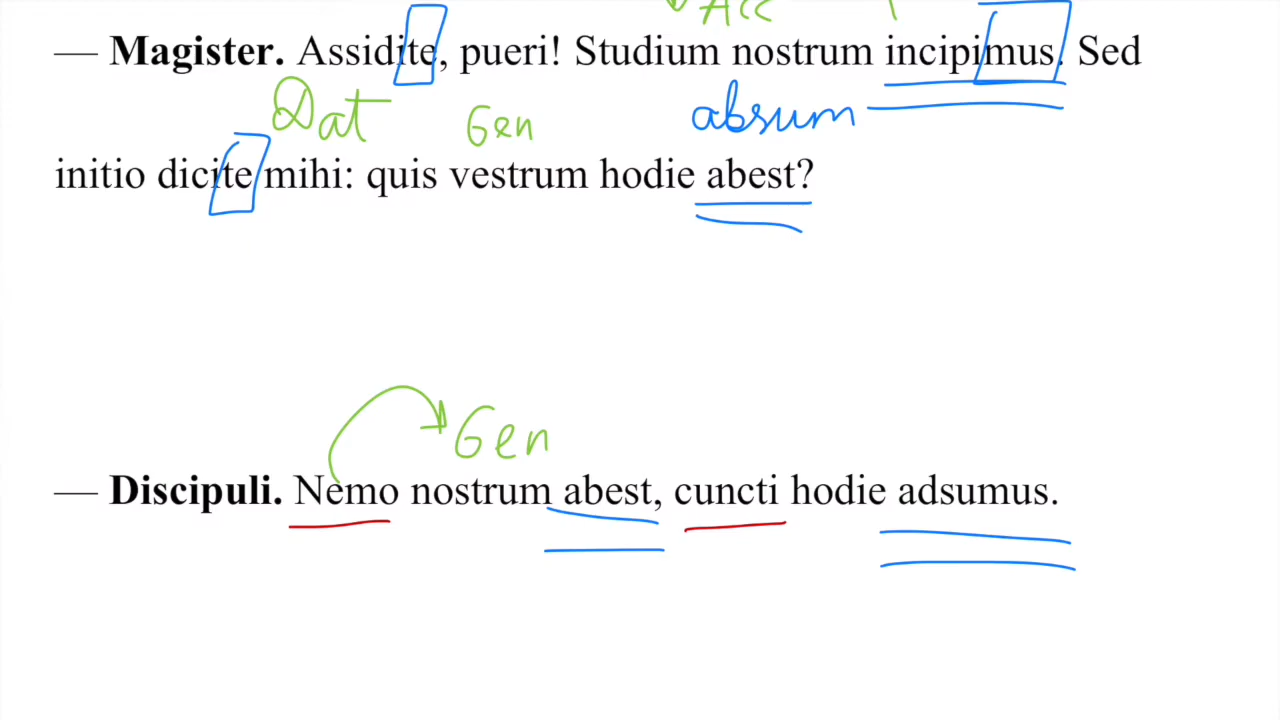 Acc
— Magister. Assidite, pueri! Studium nostrum incipimus. Sed
Dat Gen absum
initio dicite mihi: quis vestrum hodie abest?
Gen
— Discipuli. Nemo nostrum abest, cuncti hodie adsumus.